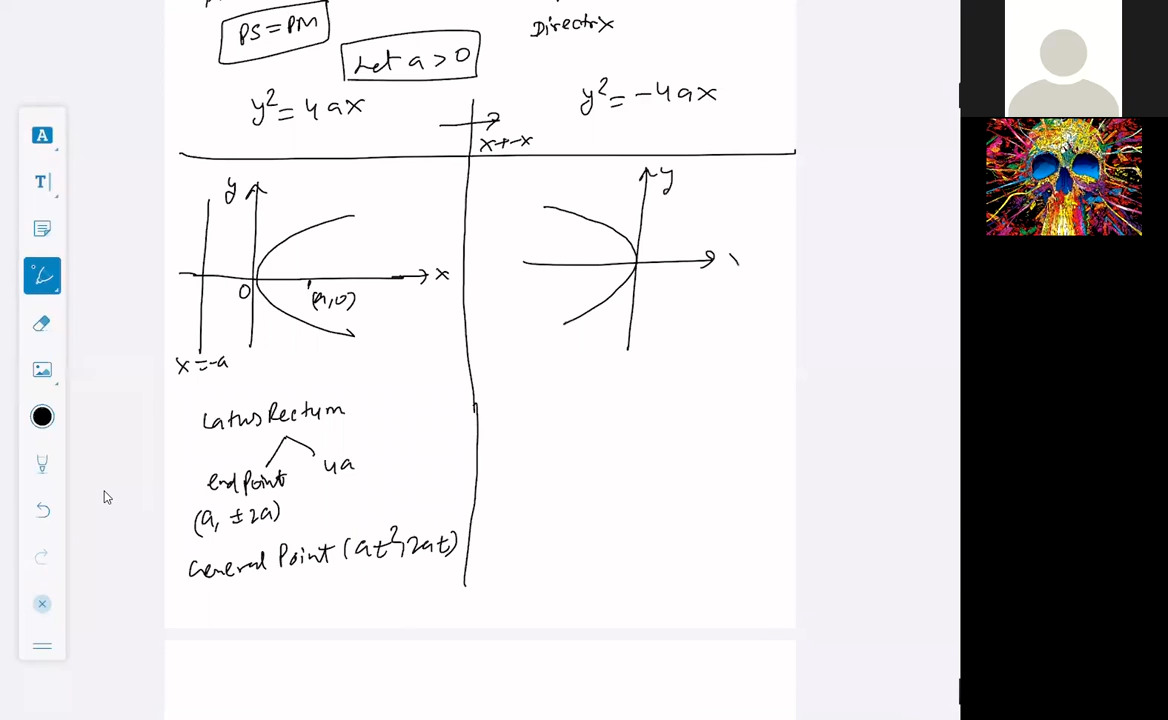 PS = PM
Directrix
Let a > 0
y² = 4ax
y² = -4ax
x → -x
y
y
x
O
(a,0)
x = -a
Latus Rectum
end Point
4a
(a, ±2a)
General Point (at², 2at)
A
T